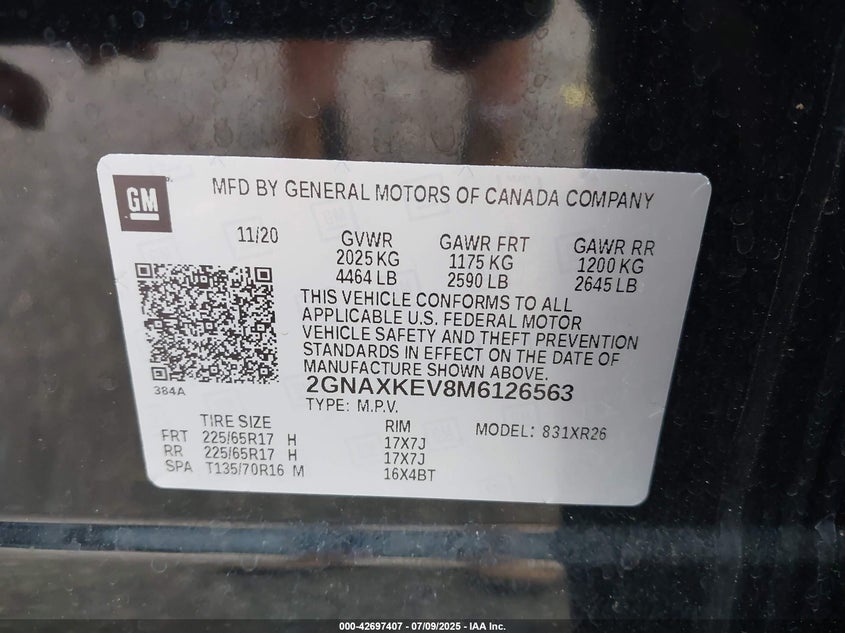 GM
MFD BY GENERAL MOTORS OF CANADA COMPANY
11/20
GVWR
2025 KG
4464 LB
GAWR FRT
1175 KG
2590 LB
GAWR RR
1200 KG
2645 LB
THIS VEHICLE CONFORMS TO ALL
APPLICABLE U.S. FEDERAL MOTOR
VEHICLE SAFETY AND THEFT PREVENTION
STANDARDS IN EFFECT ON THE DATE OF
MANUFACTURE SHOWN ABOVE.
384A
2GNAXKEV8M6126563
TYPE: M.P.V.
TIRE SIZE RIM MODEL: 831XR26
FRT 225/65R17 H 17X7J
RR 225/65R17 H 17X7J
SPA T135/70R16 M 16X4BT
000-42697407 - 07/09/2025 - IAA Inc.